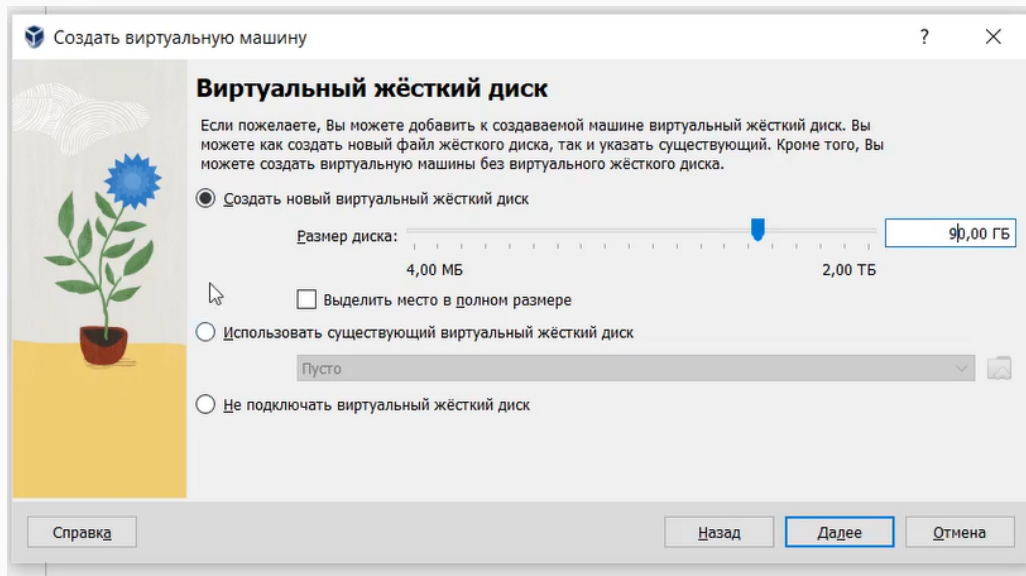 Создать виртуальную машину
?
Виртуальный жёсткий диск
Если пожелаете, Вы можете добавить к создаваемой машине виртуальный жёсткий диск. Вы
можете как создать новый файл жёсткого диска, так и указать существующий. Кроме того, Вы
можете создать виртуальную машины без виртуального жёсткого диска.
Создать новый виртуальный жёсткий диск
Размер диска:
90,00 ГБ
4,00 МБ
2,00 ТБ
Выделить место в полном размере
Использовать существующий виртуальный жёсткий диск
Пусто
Не подключать виртуальный жёсткий диск
Справка
Назад
Далее
Отмена